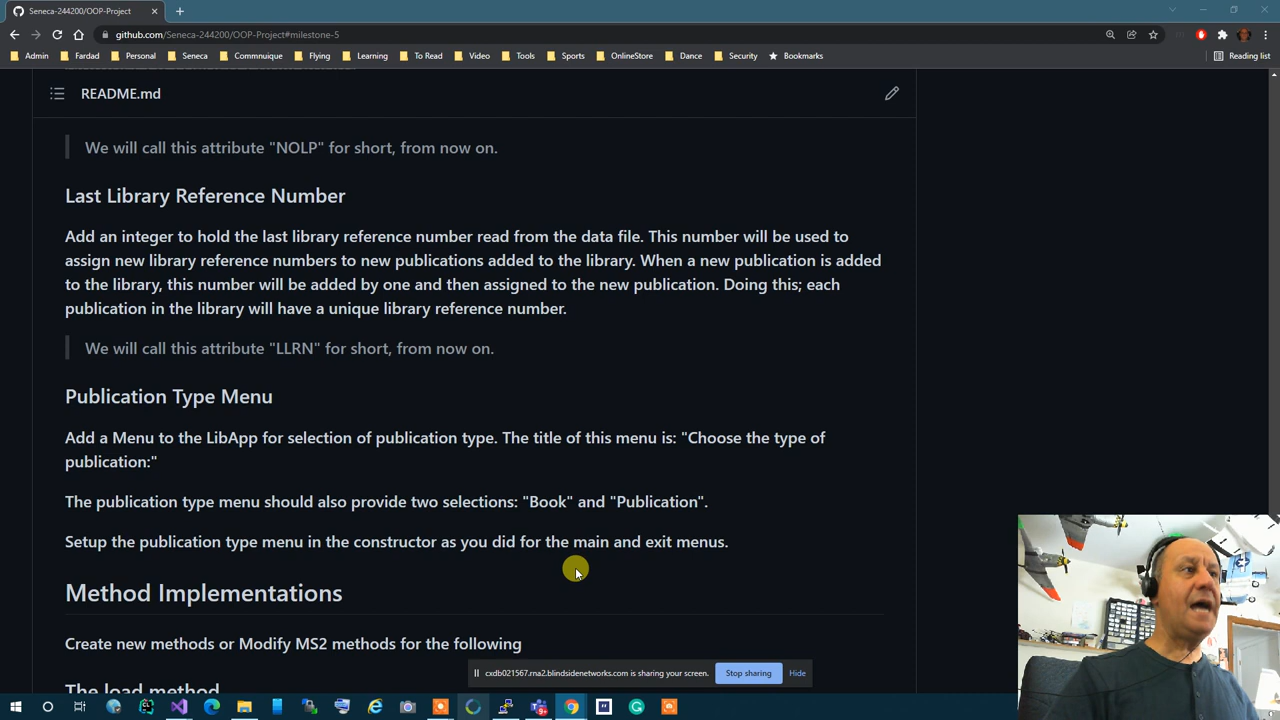 Seneca-244200/OOP-Project
github.com/Seneca-244200/OOP-Project#milestone-5
Admin Fardad Personal Seneca Commnuique Flying Learning To Read Video Tools Sports OnlineStore Dance Security Bookmarks Reading list
README.md
We will call this attribute "NOLP" for short, from now on.
Last Library Reference Number
Add an integer to hold the last library reference number read from the data file. This number will be used to
assign new library reference numbers to new publications added to the library. When a new publication is added
to the library, this number will be added by one and then assigned to the new publication. Doing this; each
publication in the library will have a unique library reference number.
We will call this attribute "LLRN" for short, from now on.
Publication Type Menu
Add a Menu to the LibApp for selection of publication type. The title of this menu is: "Choose the type of
publication:"
The publication type menu should also provide two selections: "Book" and "Publication".
Setup the publication type menu in the constructor as you did for the main and exit menus.
Method Implementations
Create new methods or Modify MS2 methods for the following
cxdb021567.rna2.blindsidenetworks.com is sharing your screen. Stop sharing Hide
The load method